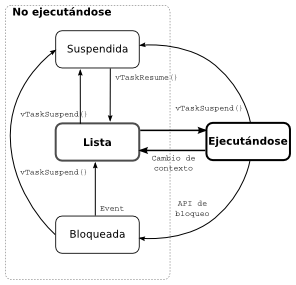 No ejecutándose
Suspendida
vTaskResume()
vTaskSuspend()
vTaskSuspend()
Lista
Ejecutándose
Cambio de
contexto
vTaskSuspend()
API de
bloqueo
Event
Bloqueada